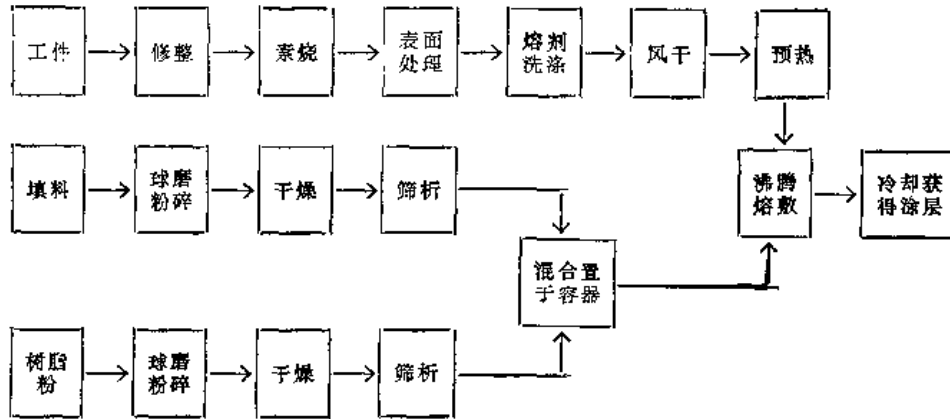 工件
修整
素烧
表面
处理
熔剂
洗涤
风干
预热
填料
球磨
粉碎
干燥
筛析
沸腾
熔敷
冷却获
得涂层
混合置
于容器
树脂
粉
球磨
粉碎
干燥
筛析